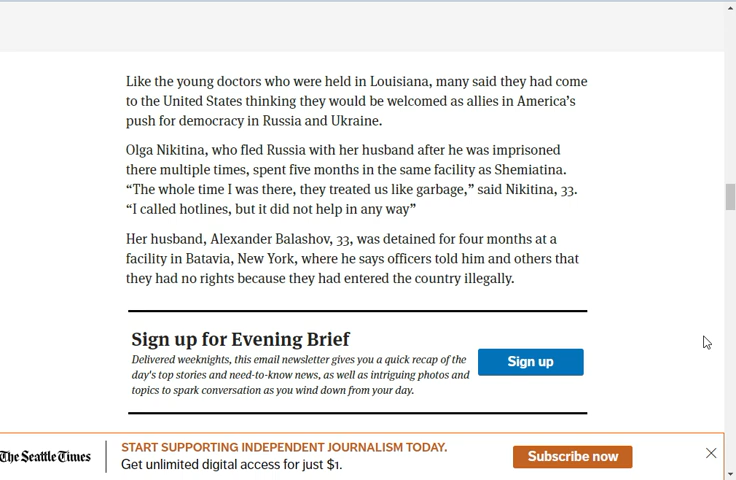 Like the young doctors who were held in Louisiana, many said they had come
to the United States thinking they would be welcomed as allies in America’s
push for democracy in Russia and Ukraine.
Olga Nikitina, who fled Russia with her husband after he was imprisoned
there multiple times, spent five months in the same facility as Shemiatina.
“The whole time I was there, they treated us like garbage,” said Nikitina, 33.
“I called hotlines, but it did not help in any way”
Her husband, Alexander Balashov, 33, was detained for four months at a
facility in Batavia, New York, where he says officers told him and others that
they had no rights because they had entered the country illegally.
Sign up for Evening Brief
Delivered weeknights, this email newsletter gives you a quick recap of the
day's top stories and need-to-know news, as well as intriguing photos and
topics to spark conversation as you wind down from your day.
Sign up
The Seattle Times
START SUPPORTING INDEPENDENT JOURNALISM TODAY.
Get unlimited digital access for just $1.
Subscribe now